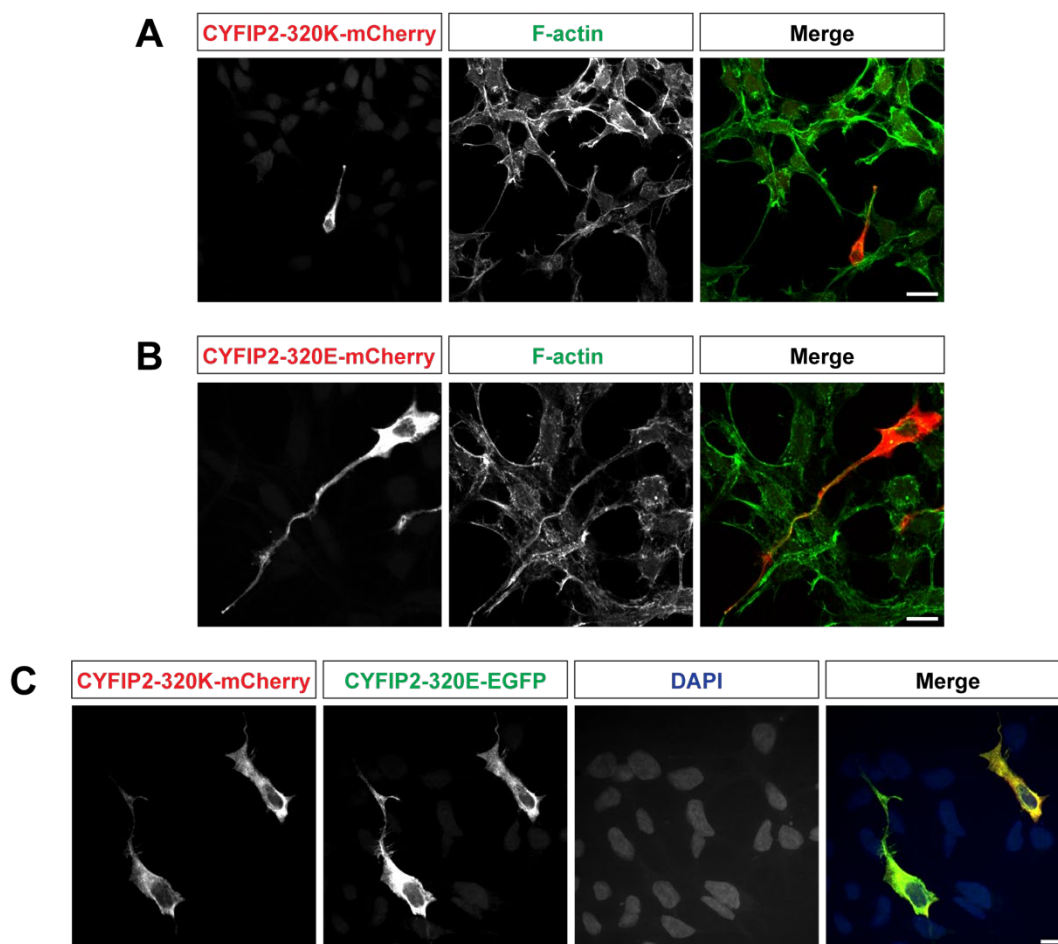 A
CYFIP2-320K-mCherry
F-actin
Merge
B
CYFIP2-320E-mCherry
F-actin
Merge
C
CYFIP2-320K-mCherry
CYFIP2-320E-EGFP
DAPI
Merge